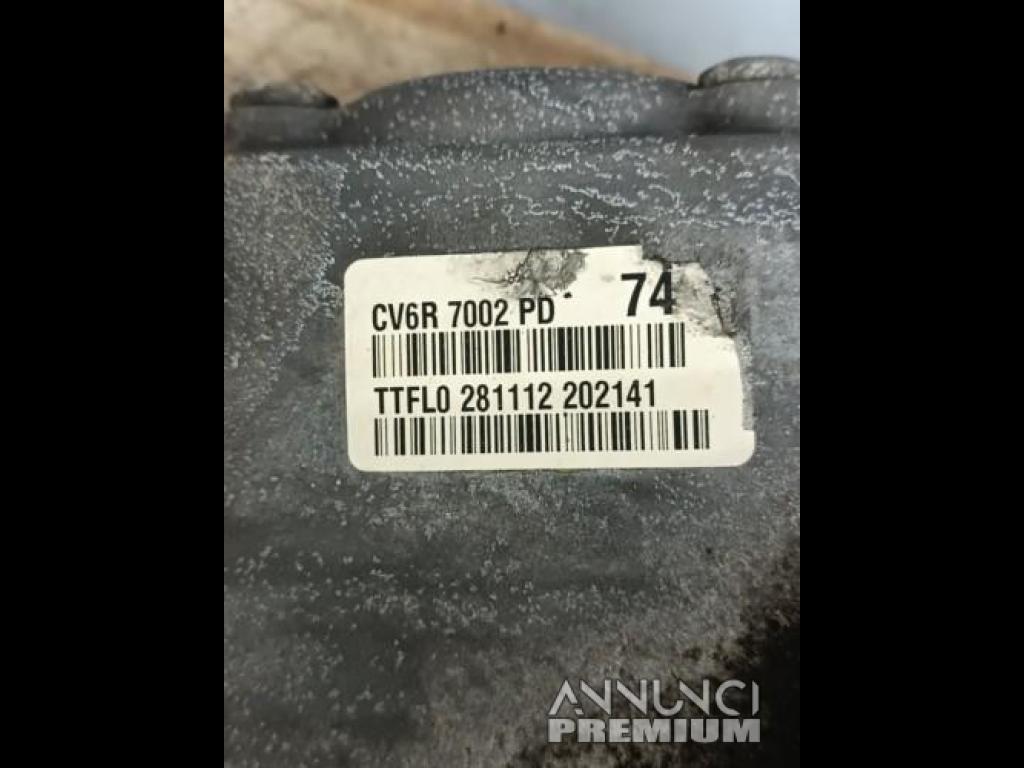 CV6R 7002 PD 74
TTFL0 281112 202141
ANNUNCI
PREMIUM